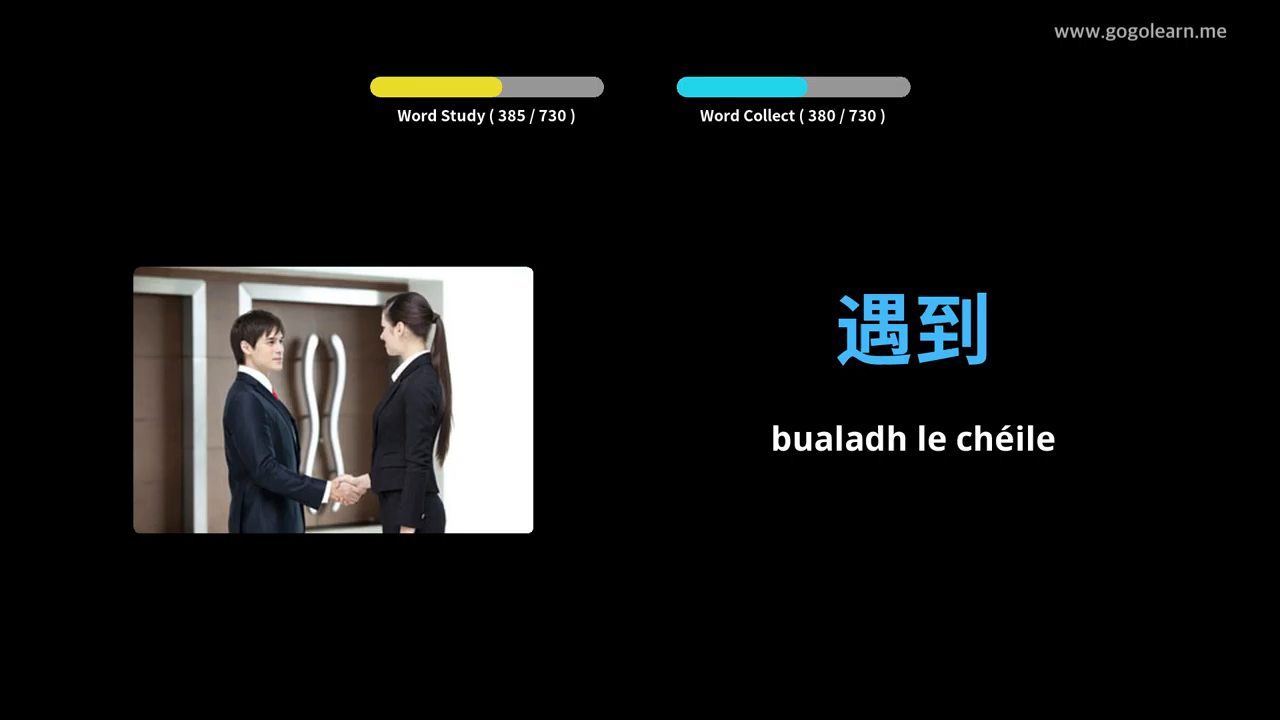 www.gogolearn.me
Word Study ( 385 / 730 )
Word Collect ( 380 / 730 )
遇到
bualadh le chéile